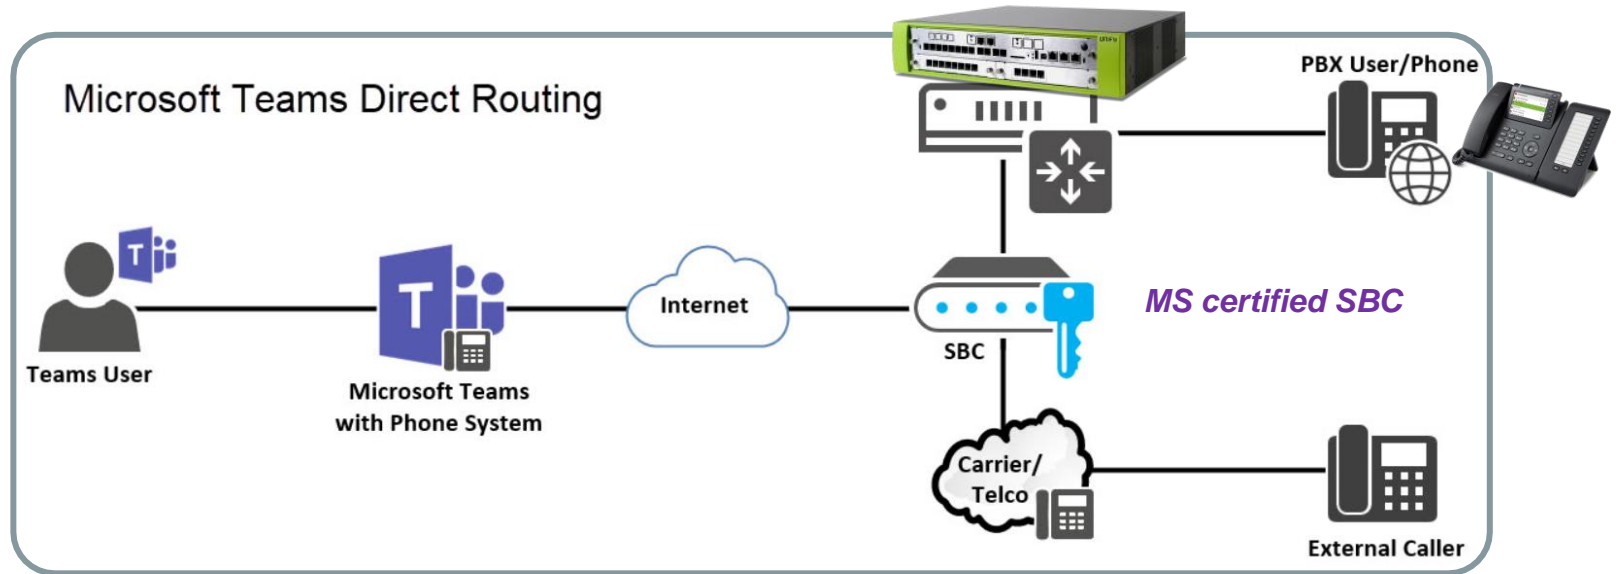 Microsoft Teams Direct Routing
UNIFY
PBX User/Phone
T
T
Internet
MS certified SBC
SBC
Teams User
Microsoft Teams
with Phone System
Carrier/
Telco
External Caller